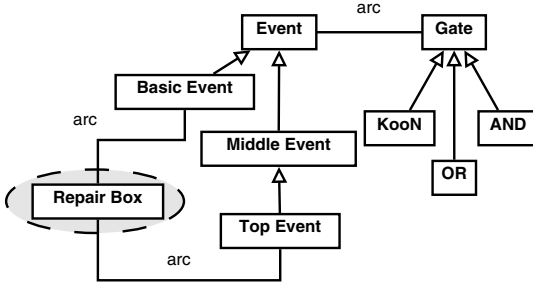 arc
Event
Gate
Basic Event
arc
KooN
AND
Middle Event
OR
Repair Box
Top Event
arc